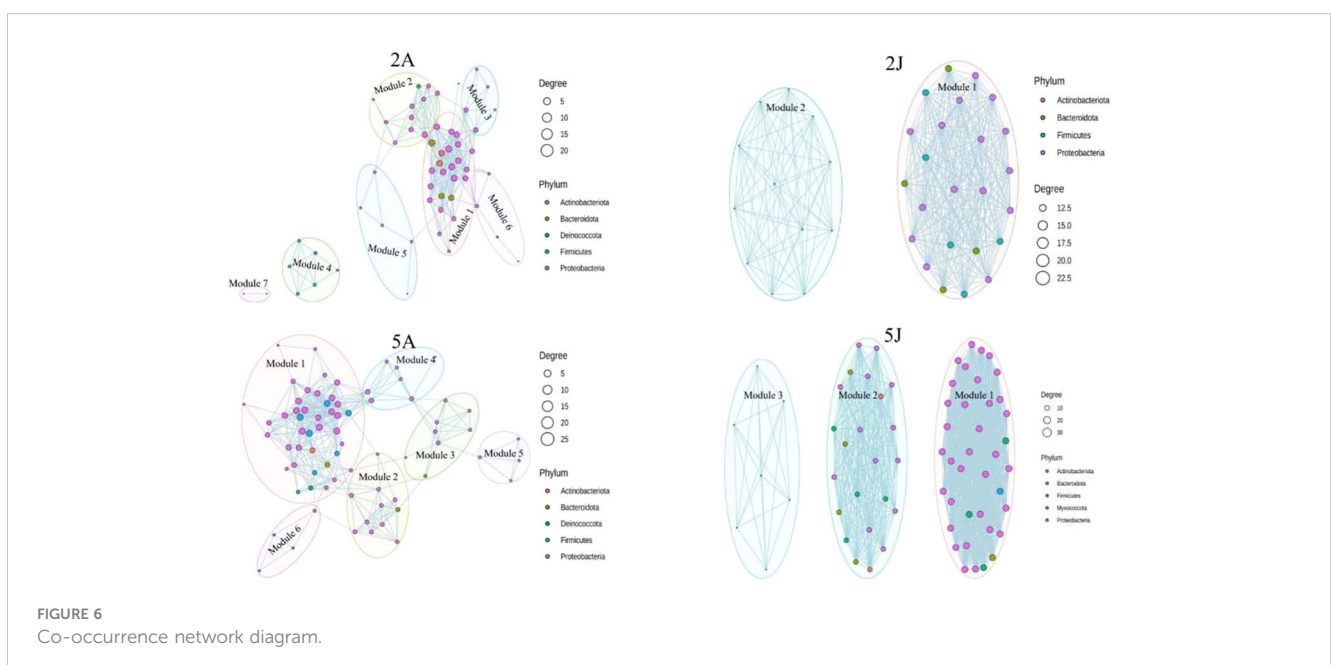 2A
Module 2
Module 3
Module 1
Module 6
Module 5
Module 4
Module 7
Degree
5
10
15
20
Phylum
Actinobacteriota
Bacteroidota
Deinococcota
Firmicutes
Proteobacteria
2J
Module 2
Module 1
Phylum
Actinobacteriota
Bacteroidota
Firmicutes
Proteobacteria
Degree
12.5
15.0
17.5
20.0
22.5
5A
Module 1
Module 4
Module 3
Module 5
Module 2
Module 6
Degree
5
10
15
20
25
Phylum
Actinobacteriota
Bacteroidota
Deinococcota
Firmicutes
Proteobacteria
5J
Module 3
Module 2
Module 1
Degree
10
20
30
Phylum
Actinobacteriota
Bacteroidota
Firmicutes
Myxococcota
Proteobacteria
FIGURE 6
Co-occurrence network diagram.